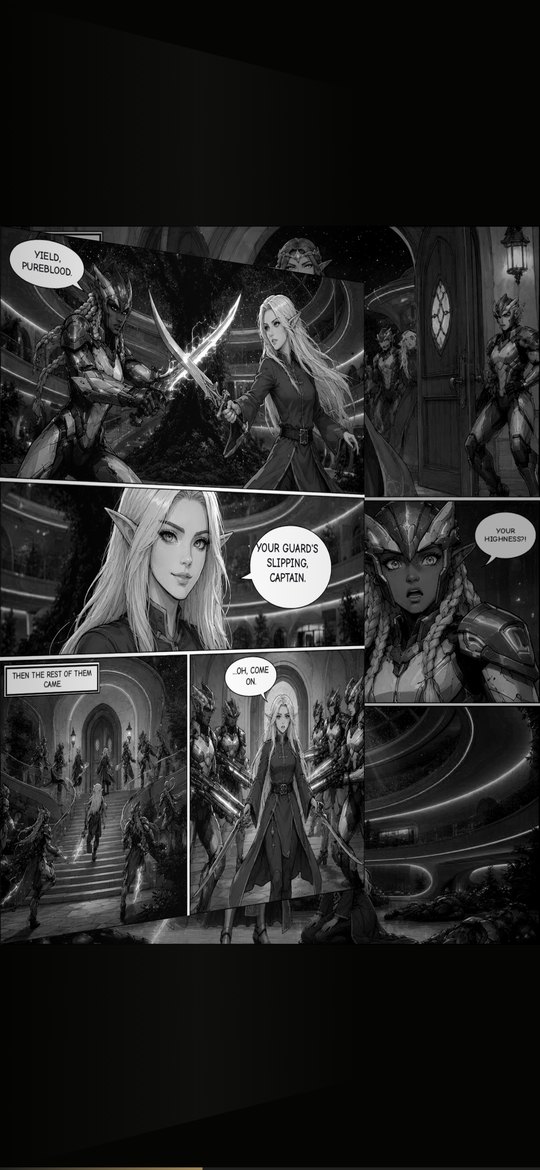 YIELD,
PUREBLOOD.
YOUR GUARD'S
SLIPPING,
CAPTAIN.
YOUR
HIGHNESS?!
THEN THE REST OF THEM
CAME.
...OH, COME
ON.